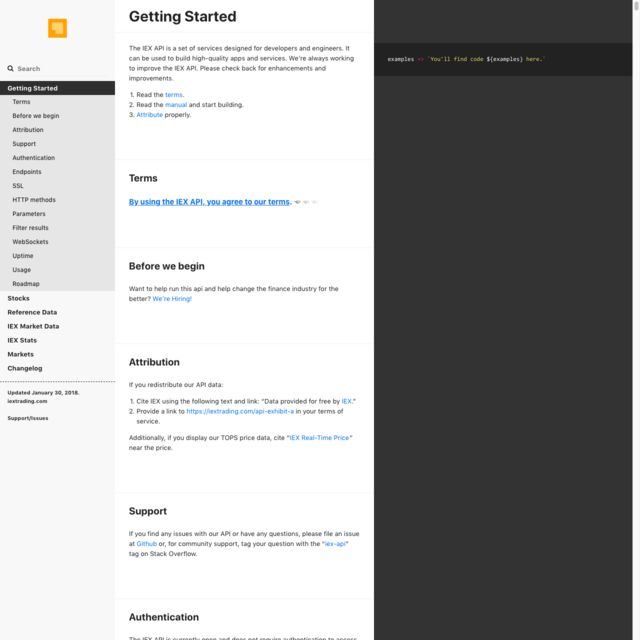 Search
Getting Started
Terms
Before we begin
Attribution
Support
Authentication
Endpoints
SSL
HTTP methods
Parameters
Filter results
WebSockets
Uptime
Usage
Roadmap
Stocks
Reference Data
IEX Market Data
IEX Stats
Markets
Changelog
Updated January 30, 2018.
iextrading.com
Support/Issues
Getting Started
The IEX API is a set of services designed for developers and engineers. It
can be used to build high-quality apps and services. We're always working
to improve the IEX API. Please check back for enhancements and
improvements.
1. Read the terms.
2. Read the manual and start building.
3. Attribute properly.
Terms
By using the IEX API, you agree to our terms.
Before we begin
Want to help run this api and help change the finance industry for the
better? We're Hiring!
Attribution
If you redistribute our API data:
1. Cite IEX using the following text and link: "Data provided for free by IEX."
2. Provide a link to https://iextrading.com/api-exhibit-a in your terms of
service.
Additionally, if you display our TOPS price data, cite "IEX Real-Time Price"
near the price.
Support
If you find any issues with our API or have any questions, please file an issue
at Github or, for community support, tag your question with the "iex-api"
tag on Stack Overflow.
Authentication
The IEX API is currently open and does not require authentication to access
examples => `You'll find code ${examples} here.`